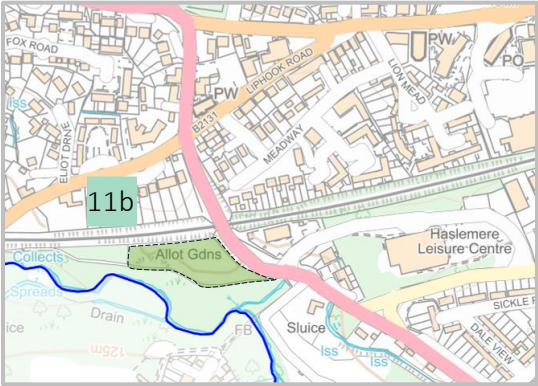 FOX ROAD
Iss
ELIOT DRIVE
PW
B2131
LIPHOOK ROAD
LION MEAD
PW
PO
MEADWAY
11b
Allot Gdns
Haslemere
Leisure Centre
Collects
Spreads
Drain
FB
Sluice
Iss
Iss
SICKLE R
DALE VIEW
125m
ice